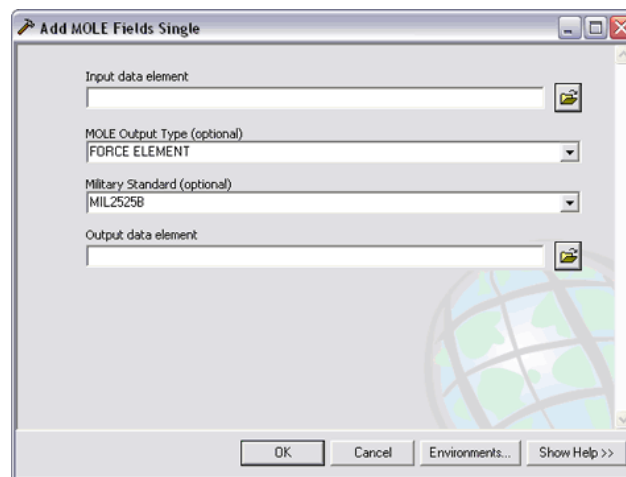 Add MOLE Fields Single
Input data element
MOLE Output Type (optional)
FORCE ELEMENT
Military Standard (optional)
MIL2525B
Output data element
OK Cancel Environments... Show Help >>